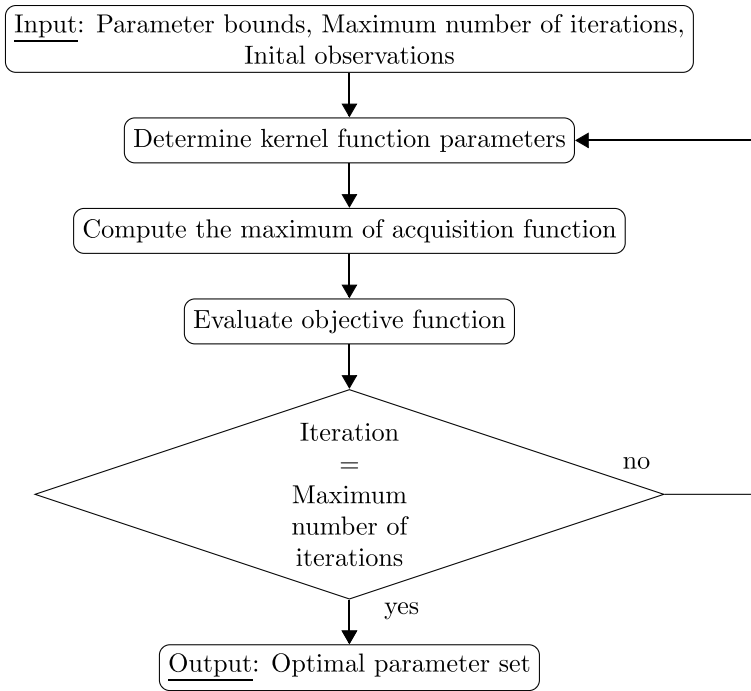 Input: Parameter bounds, Maximum number of iterations,
Inital observations
Determine kernel function parameters
Compute the maximum of acquisition function
Evaluate objective function
Iteration
=
Maximum
number of
iterations
no
yes
Output: Optimal parameter set